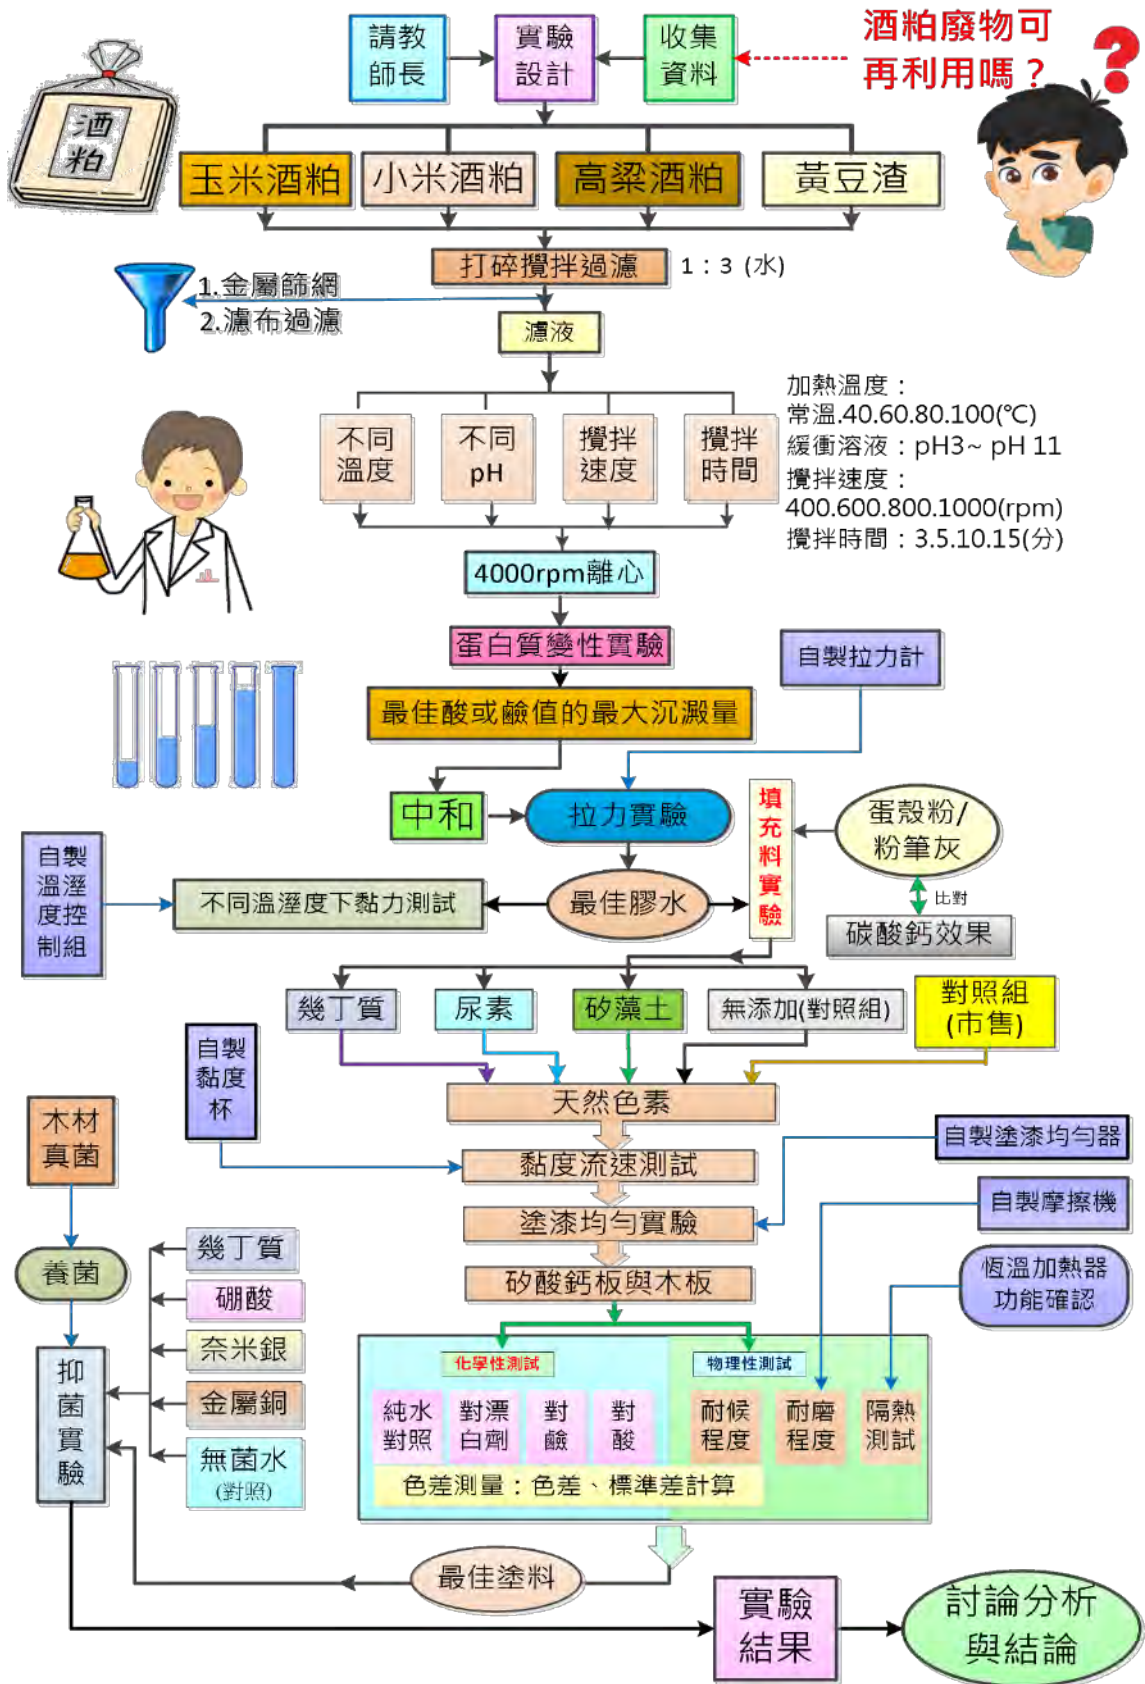 請教
師長
實驗
設計
收集
資料
酒粕廢物可
再利用嗎？
?
酒
粕
玉米酒粕
小米酒粕
高粱酒粕
黃豆渣
打碎攪拌過濾
1：3 (水)
1.金屬篩網
2.濾布過濾
濾液
不同
溫度
不同
pH
攪拌
速度
攪拌
時間
加熱溫度：
常溫.40.60.80.100(℃)
緩衝溶液：pH3~ pH 11
攪拌速度：
400.600.800.1000(rpm)
攪拌時間：3.5.10.15(分)
4000rpm離心
蛋白質變性實驗
自製拉力計
最佳酸或鹼值的最大沉澱量
中和
拉力實驗
填
充
料
實
驗
蛋殼粉/
粉筆灰
比對
碳酸鈣效果
自製
溫溼
度控
制組
不同溫溼度下黏力測試
最佳膠水
幾丁質
尿素
矽藻土
無添加(對照組)
對照組
(市售)
自製
黏度
杯
天然色素
木材
真菌
黏度流速測試
自製塗漆均勻器
塗漆均勻實驗
自製摩擦機
養菌
幾丁質
硼酸
奈米銀
金屬銅
無菌水
(對照)
矽酸鈣板與木板
恆溫加熱器
功能確認
抑
菌
實
驗
化學性測試
物理性測試
純水
對照
對漂
白劑
對
鹼
對
酸
耐候
程度
耐磨
程度
隔熱
測試
色差測量：色差、標準差計算
最佳塗料
實驗
結果
討論分析
與結論